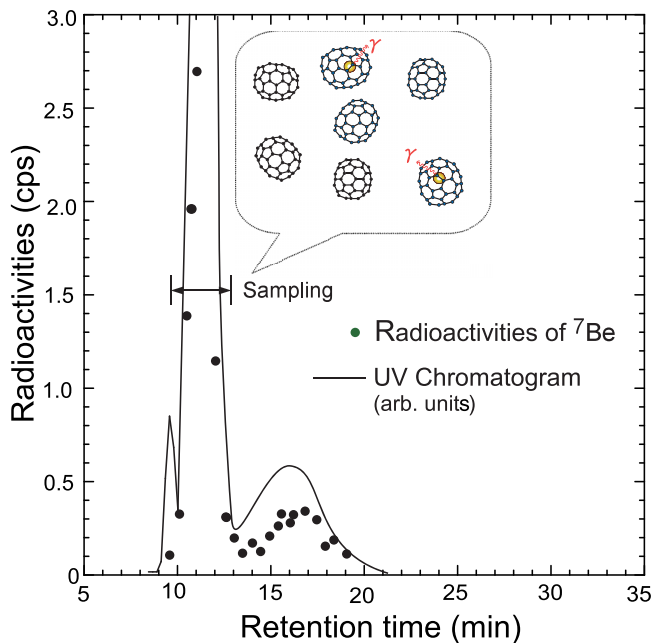 3.0
2.5
2.0
1.5
1.0
0.5
0
Radioactivities (cps)
γ
γ
Sampling
Radioactivities of ⁷Be
UV Chromatogram
(arb. units)
5 10 15 20 25 30 35
Retention time (min)